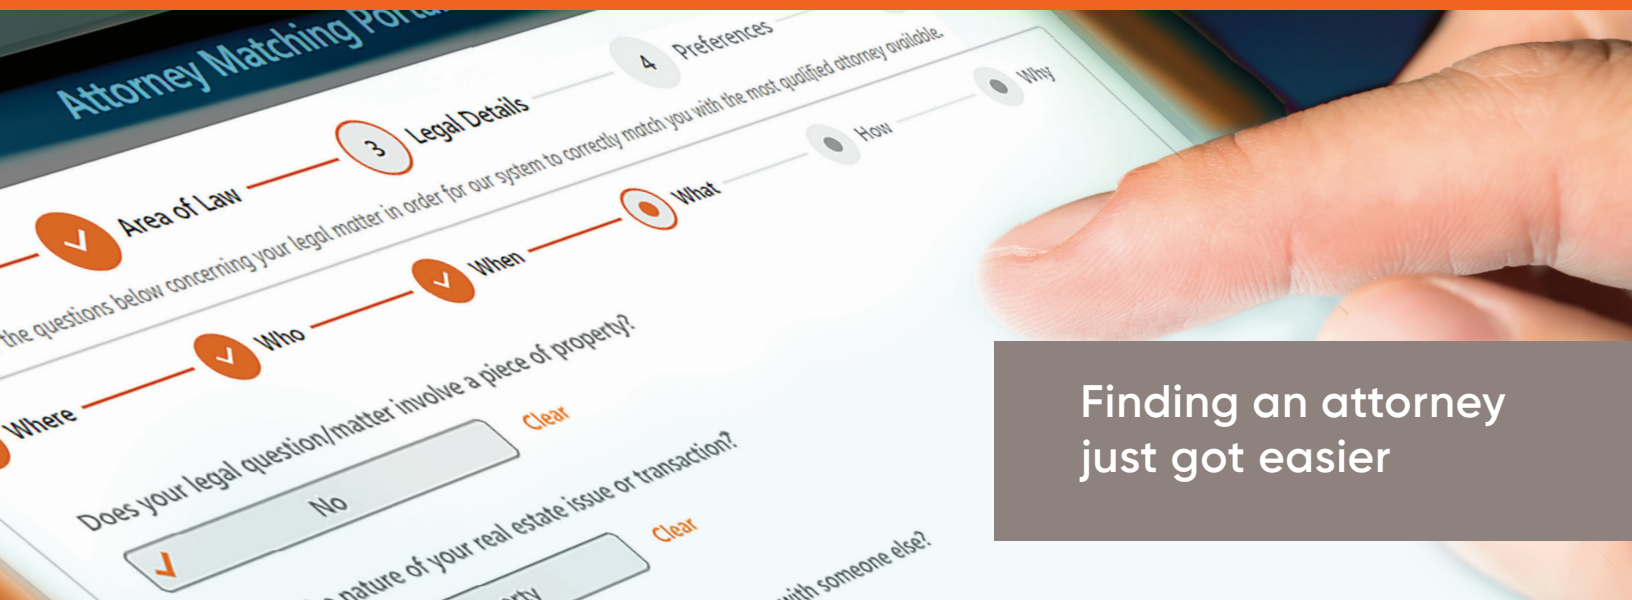 Attorney Matching
4 Preferences
3 Legal Details
Area of Law
the questions below concerning your legal matter in order for our system to correctly match you with the most qualified attorney available.
Why
How
What
When
Who
Where
Does your legal question/matter involve a piece of property?
No
Clear
nature of your real estate issue or transaction?
Clear
with someone else?
Finding an attorney
just got easier